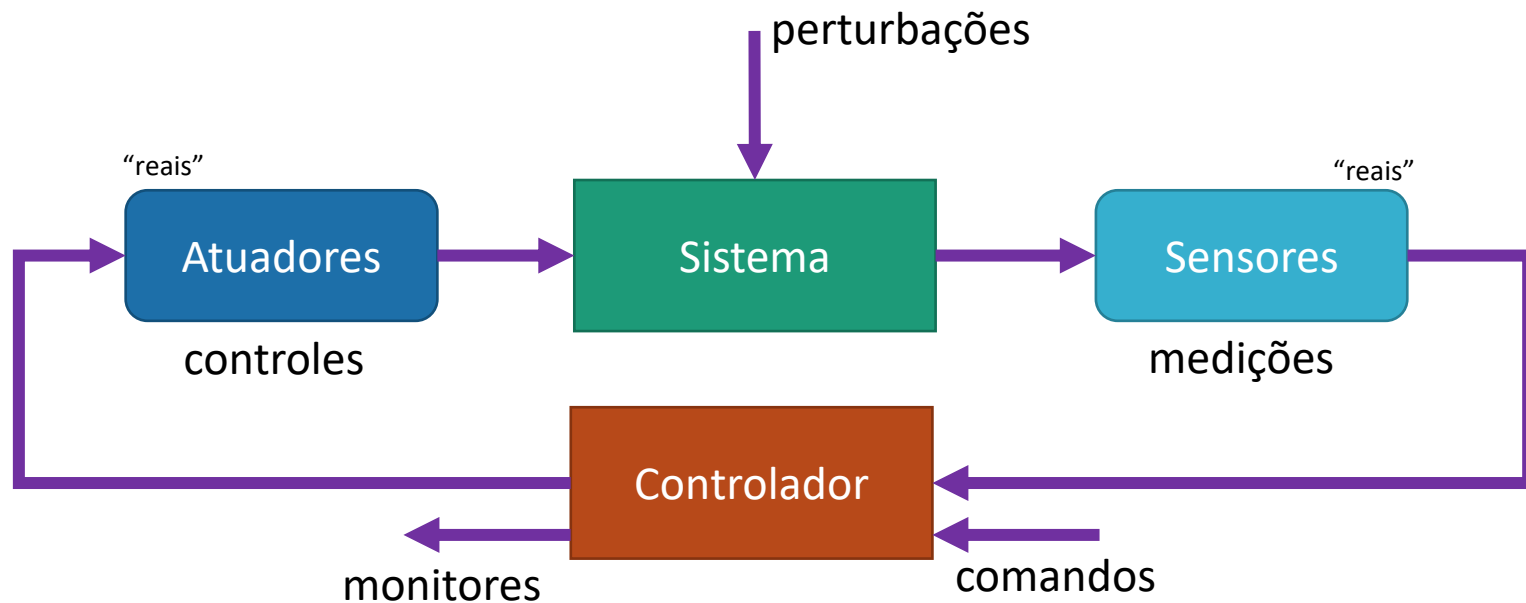 perturbações
“reais”
“reais”
Atuadores
Sistema
Sensores
controles
medições
Controlador
monitores
comandos